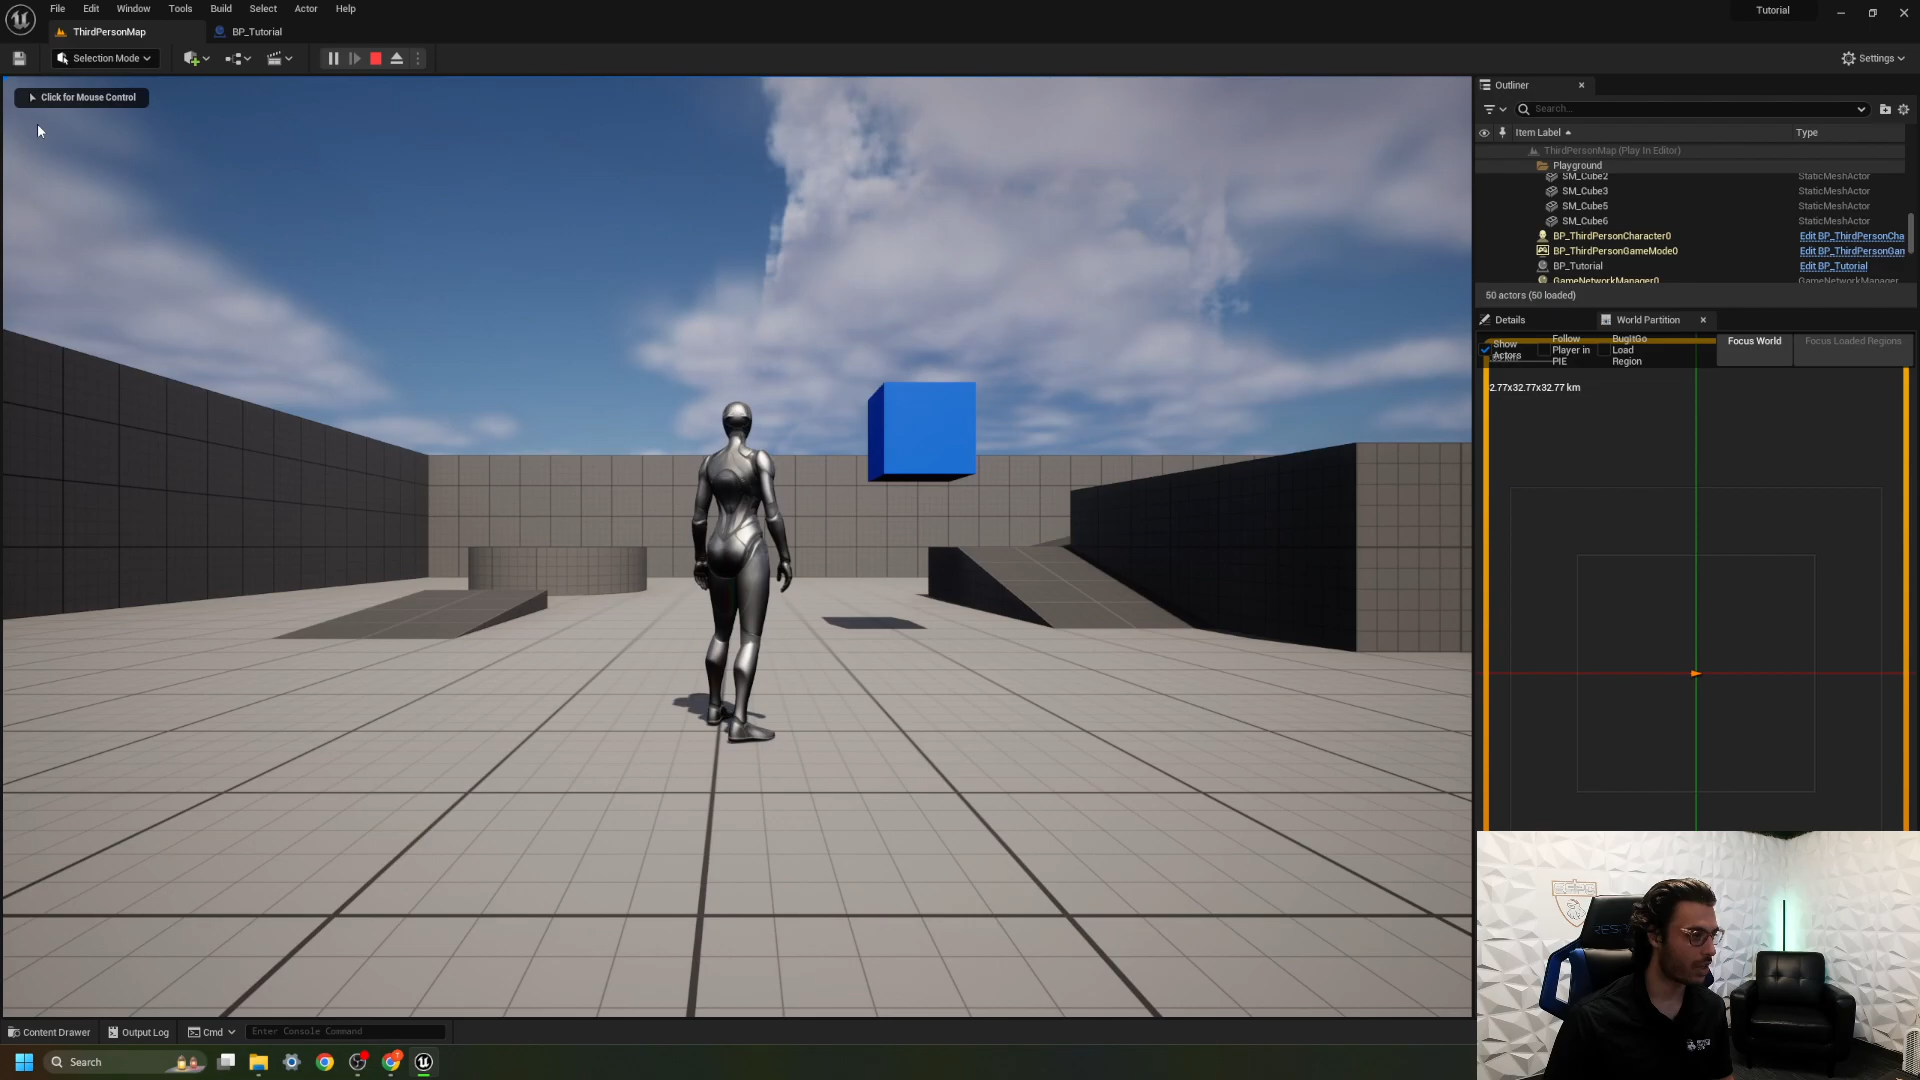 File Edit Window Tools Build Select Actor Help
Tutorial
ThirdPersonMap
BP_Tutorial
Selection Mode
Settings
Click for Mouse Control
Outliner
Search...
Item Label
Type
ThirdPersonMap (Play In Editor)
Playground
SM_Cube2 StaticMeshActor
SM_Cube3 StaticMeshActor
SM_Cube5 StaticMeshActor
SM_Cube6 StaticMeshActor
BP_ThirdPersonCharacter0 Edit BP_ThirdPersonCha
BP_ThirdPersonGameMode0 Edit BP_ThirdPersonGan
BP_Tutorial Edit BP_Tutorial
GameNetworkManager0 GameNetworkManager
50 actors (50 loaded)
Details
World Partition
Show Actors
Follow Player in PIE
BugItGo Load Region
Focus World
Focus Loaded Regions
2.77x32.77x32.77 km
Content Drawer
Output Log
Cmd
Enter Console Command
Search